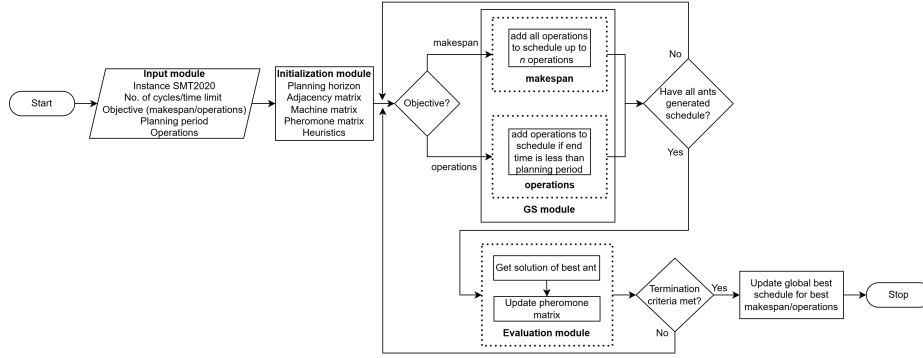 Start
Input module
Instance SMT2020
No. of cycles/time limit
Objective (makespan/operations)
Planning period
Operations
Initialization module
Planning horizon
Adjacency matrix
Machine matrix
Pheromone matrix
Heuristics
Objective?
makespan
operations
add all operations
to schedule up to
n operations
makespan
add operations to
schedule if end
time is less than
planning period
operations
GS module
No
Have all ants
generated
schedule?
Yes
Get solution of best ant
Update pheromone
matrix
Evaluation module
Termination
criteria met?
Yes
No
Update global best
schedule for best
makespan/operations
Stop